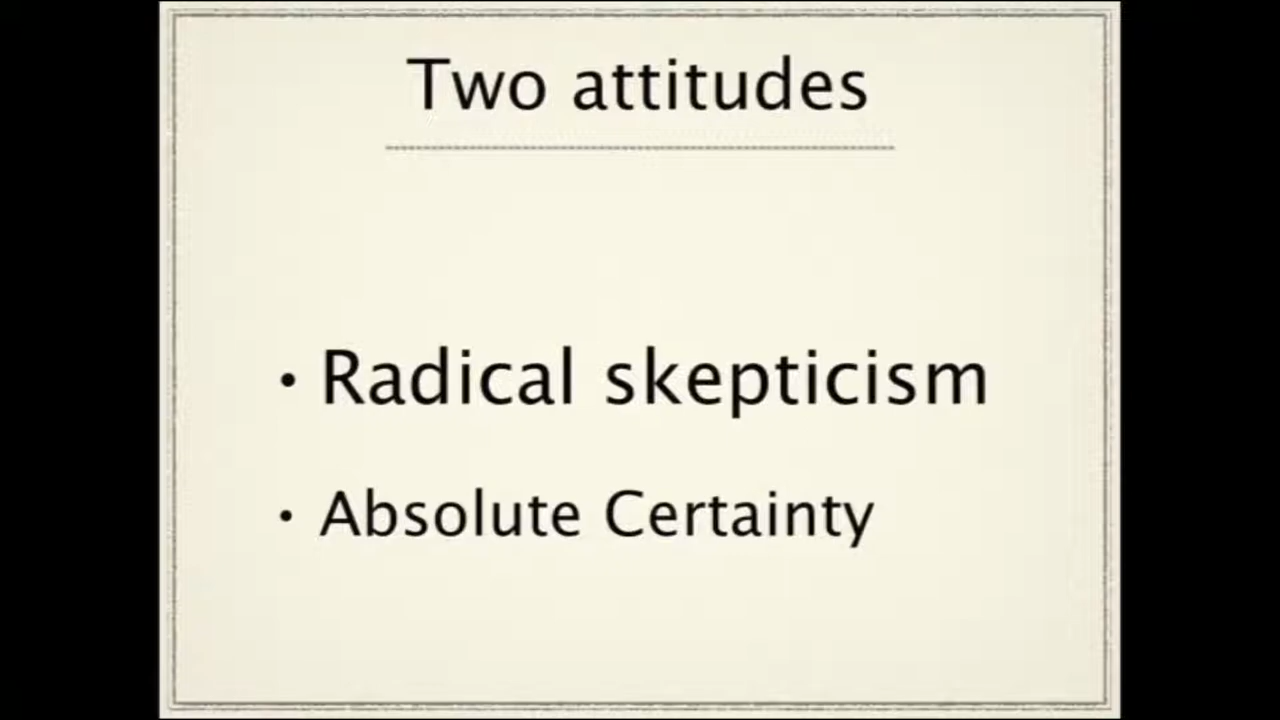 Two attitudes
• Radical skepticism
• Absolute Certainty